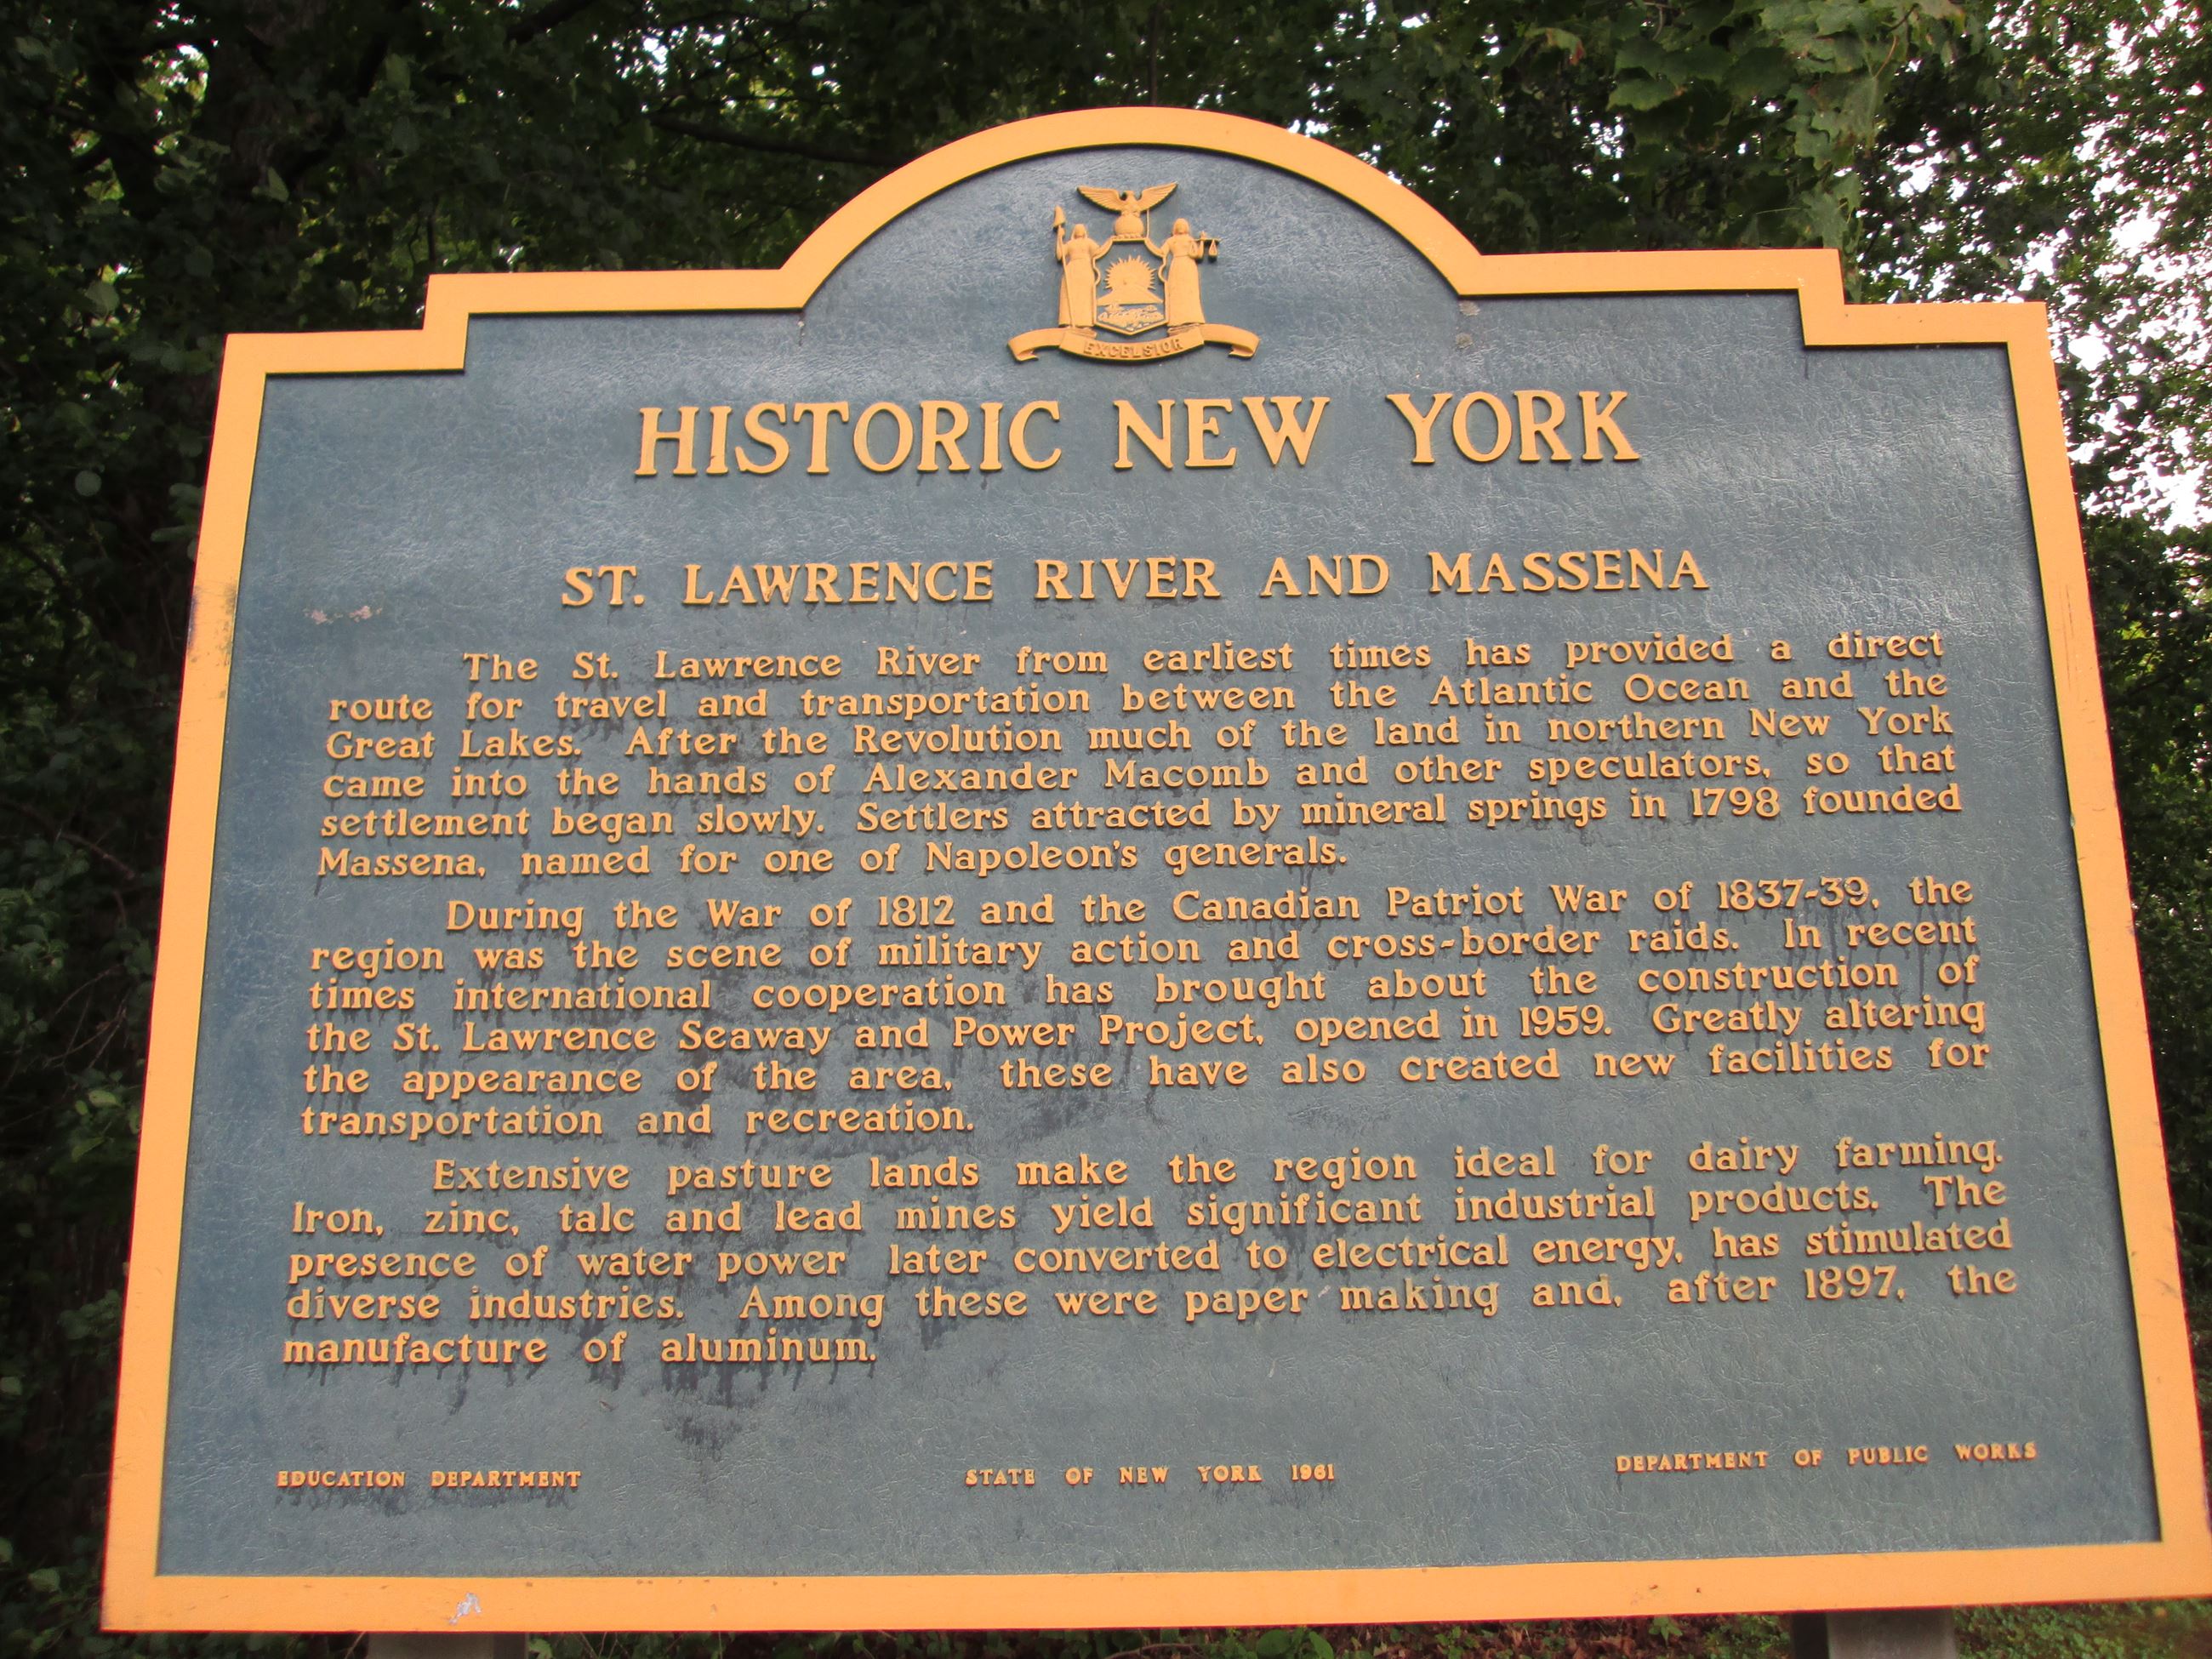 EXCELSIOR
HISTORIC NEW YORK
ST. LAWRENCE RIVER AND MASSENA
The St. Lawrence River from earliest times has provided a direct
route for travel and transportation between the Atlantic Ocean and the
Great Lakes. After the Revolution much of the land in northern New York
came into the hands of Alexander Macomb and other speculators, so that
settlement began slowly. Settlers attracted by mineral springs in 1798 founded
Massena, named for one of Napoleon's generals.
During the War of 1812 and the Canadian Patriot War of 1837-39, the
region was the scene of military action and cross-border raids. In recent
times international cooperation has brought about the construction of
the St. Lawrence Seaway and Power Project, opened in 1959. Greatly altering
the appearance of the area, these have also created new facilities for
transportation and recreation.
Extensive pasture lands make the region ideal for dairy farming.
Iron, zinc, talc and lead mines yield significant industrial products. The
presence of water power later converted to electrical energy, has stimulated
diverse industries. Among these were paper making and, after 1897, the
manufacture of aluminum.
EDUCATION DEPARTMENT STATE OF NEW YORK 1961 DEPARTMENT OF PUBLIC WORKS